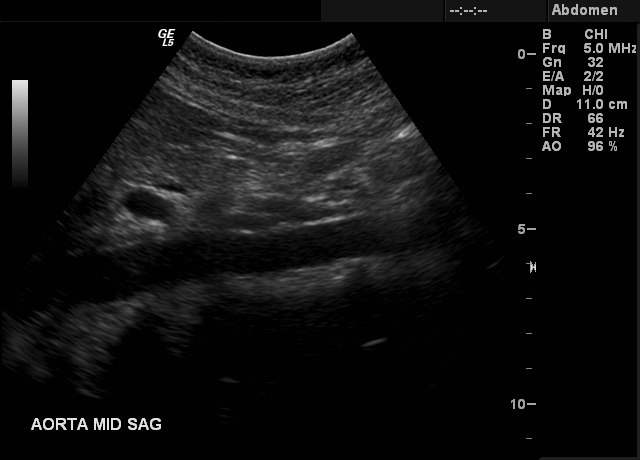 --:--:--
Abdomen
GE
L5
B CHI
Frq 5.0 MHz
Gn 32
E/A 2/2
Map H/0
D 11.0 cm
DR 66
FR 42 Hz
AO 96 %
0
5
10
AORTA MID SAG